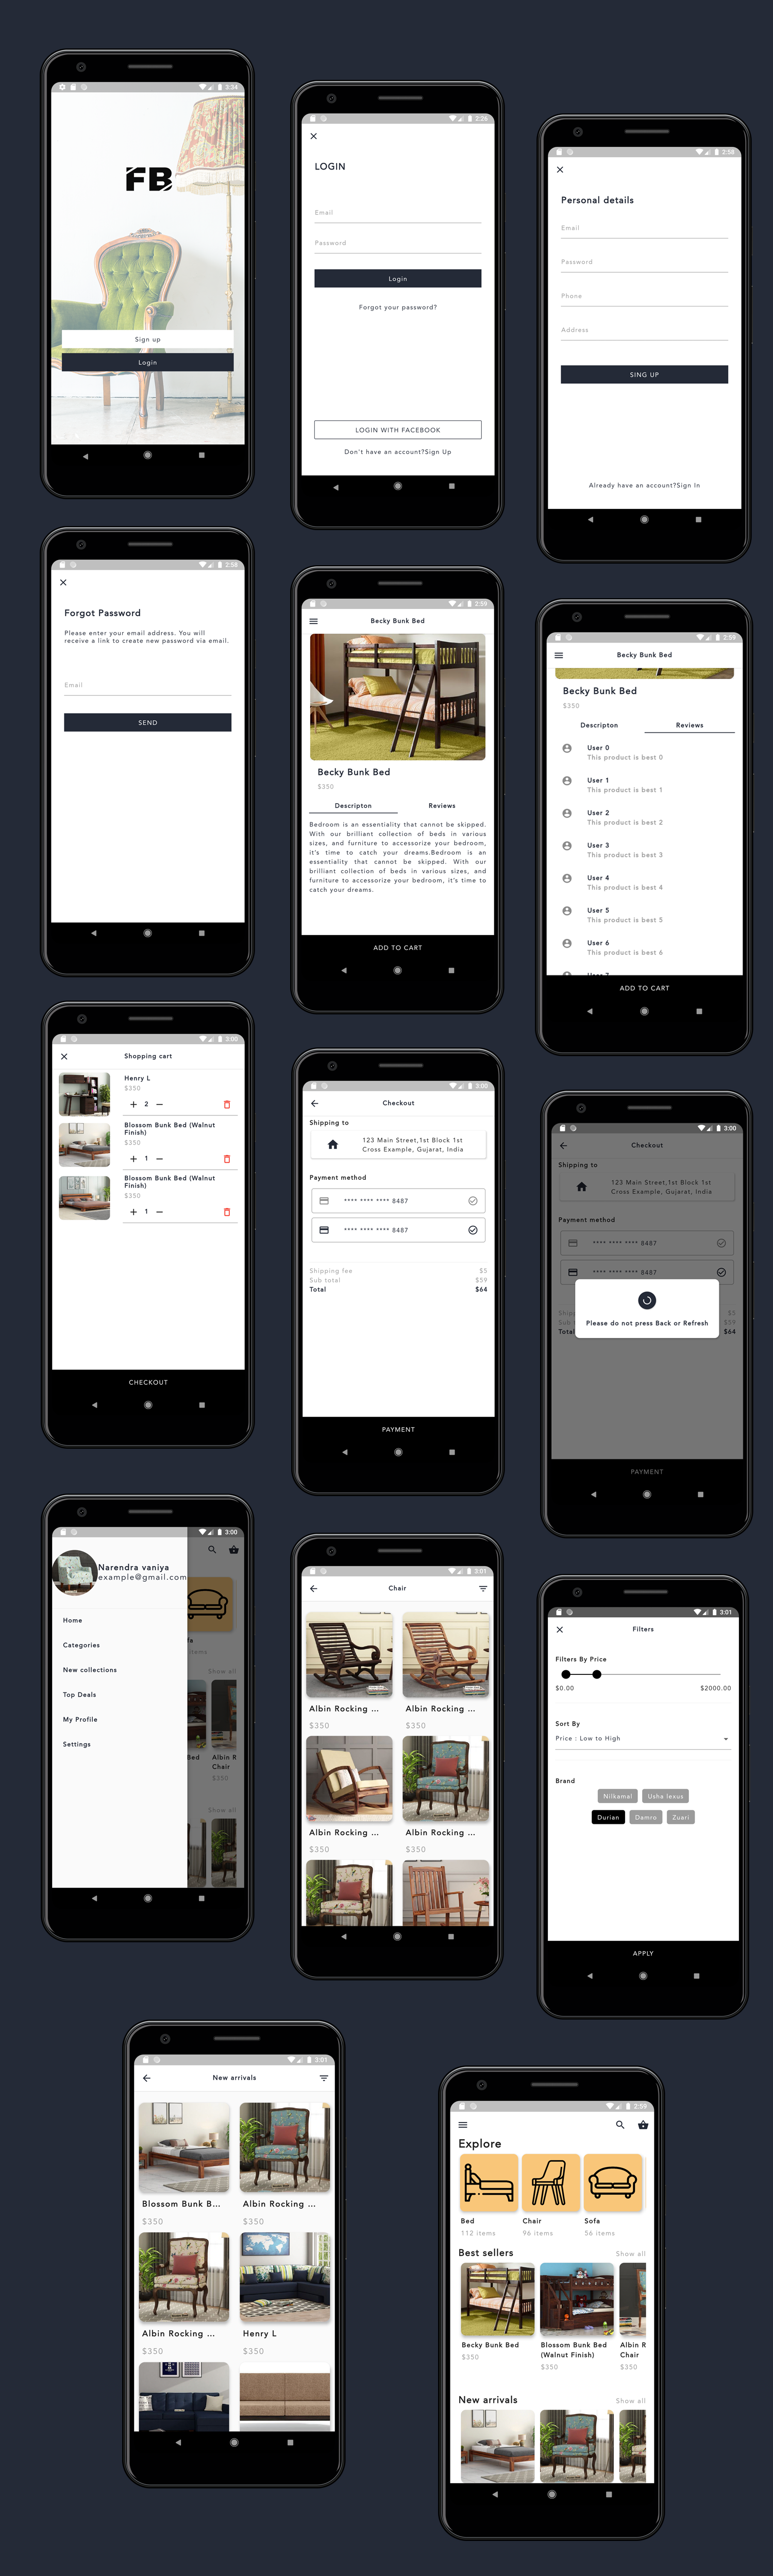 3:34
FB
Sign up
Login
2:26
LOGIN
Email
Password
Login
Forgot your password?
LOGIN WITH FACEBOOK
Don't have an account?Sign Up
2:58
Personal details
Email
Password
Phone
Address
SING UP
Already have an account?Sign In
2:58
Forgot Password
Please enter your email address. You will
receive a link to create new password via email.
Email
SEND
2:59
Becky Bunk Bed
Becky Bunk Bed
$350
Descripton
Reviews
Bedroom is an essentiality that cannot be skipped.
With our brilliant collection of beds in various
sizes, and furniture to accessorize your bedroom,
it's time to catch your dreams.Bedroom is an
essentiality that cannot be skipped. With our
brilliant collection of beds in various sizes, and
furniture to accessorize your bedroom, it's time to
catch your dreams.
ADD TO CART
2:59
Becky Bunk Bed
Becky Bunk Bed
$350
Descripton
Reviews
User 0
This product is best 0
User 1
This product is best 1
User 2
This product is best 2
User 3
This product is best 3
User 4
This product is best 4
User 5
This product is best 5
User 6
This product is best 6
User 7
ADD TO CART
3:00
Shopping cart
Henry L
$350
2
Blossom Bunk Bed (Walnut
Finish)
$350
1
Blossom Bunk Bed (Walnut
Finish)
$350
1
CHECKOUT
3:00
Checkout
Shipping to
123 Main Street,1st Block 1st
Cross Example, Gujarat, India
Payment method
**** **** **** 8487
**** **** **** 8487
Shipping fee $5
Sub total $59
Total $64
PAYMENT
3:00
Checkout
Shipping to
123 Main Street,1st Block 1st
Cross Example, Gujarat, India
Payment method
**** **** **** 8487
**** **** **** 8487
Please do not press Back or Refresh
$5
$59
Total $64
PAYMENT
3:00
Narendra vaniya
example@gmail.com
Home
Categories
New collections
Top Deals
My Profile
Settings
items
Show all
Bed
Albin R
Chair
$350
Show all
3:01
Chair
Albin Rocking ...
$350
Albin Rocking ...
$350
Albin Rocking ...
$350
Albin Rocking ...
$350
3:01
Filters
Filters By Price
$0.00
$2000.00
Sort By
Price : Low to High
Brand
Nilkamal
Usha lexus
Durian
Damro
Zuari
APPLY
3:01
New arrivals
Blossom Bunk B...
$350
Albin Rocking ...
$350
Albin Rocking ...
$350
Henry L
$350
2:59
Explore
Bed
112 items
Chair
96 items
Sofa
56 items
Best sellers
Show all
Becky Bunk Bed
$350
Blossom Bunk Bed
(Walnut Finish)
$350
Albin R
Chair
$350
New arrivals
Show all